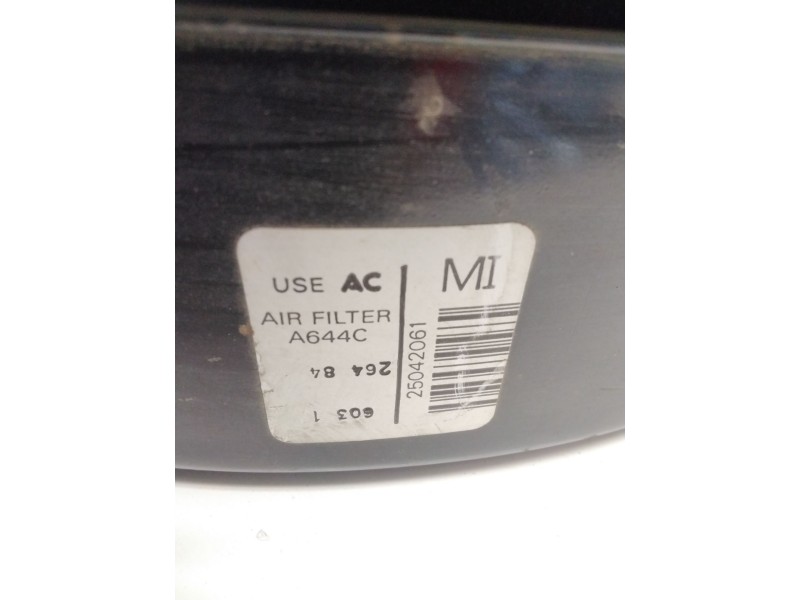 USE AC
AIR FILTER
A644C
264 84
603 1
MI
25042061